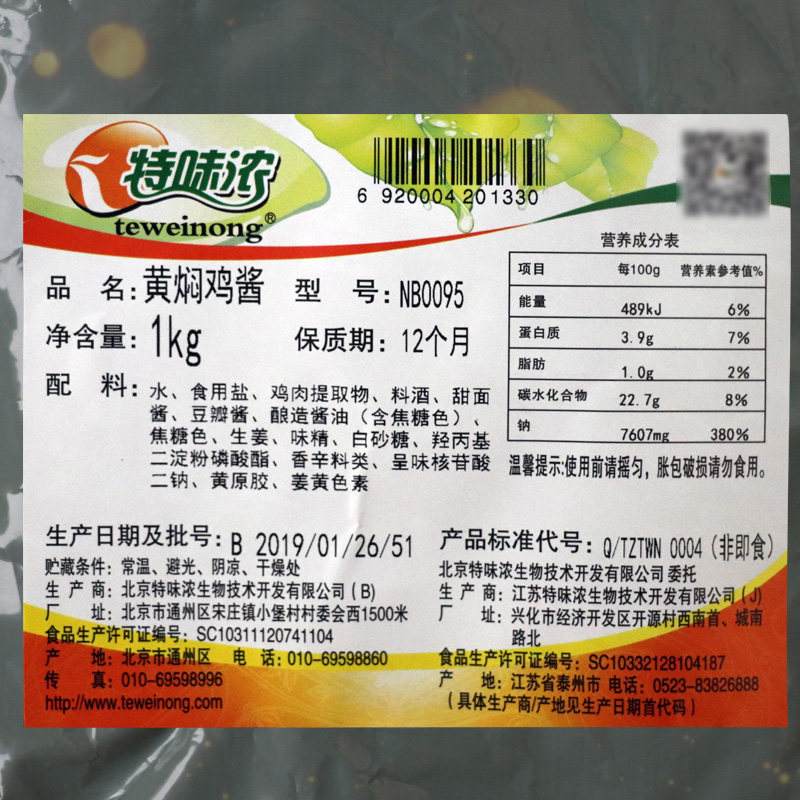 特味浓
teweinong®
6 920004 201330
品 名:黄焖鸡酱 型 号:NB0095
净含量:1kg 保质期:12个月
配 料:水、食用盐、鸡肉提取物、料酒、甜面
酱、豆瓣酱、酿造酱油（含焦糖色）、
焦糖色、生姜、味精、白砂糖、羟丙基
二淀粉磷酸酯、香辛料类、呈味核苷酸
二钠、黄原胶、姜黄色素
营养成分表
项目 每100g 营养素参考值%
能量 489kJ 6%
蛋白质 3.9g 7%
脂肪 1.0g 2%
碳水化合物 22.7g 8%
钠 7607mg 380%
温馨提示:使用前请摇匀，胀包破损请勿食用。
生产日期及批号:B 2019/01/26/51
贮藏条件:常温、避光、阴凉、干燥处
生 产 商:北京特味浓生物技术开发有限公司(B)
厂 址:北京市通州区宋庄镇小堡村村委会西1500米
食品生产许可证编号:SC10311120741104
产 地:北京市通州区 电 话:010-69598860
传 真:010-69598996
http://www.teweinong.com
产品标准代号:Q/TZTWN 0004（非即食）
北京特味浓生物技术开发有限公司 委托
生 产 商:江苏特味浓生物技术开发有限公司(J)
厂 址:兴化市经济开发区开源村西南首、城南
路北
食品生产许可证编号:SC10332128104187
产 地:江苏省泰州市 电话:0523-83826888
（具体生产商/产地见生产日期首代码）